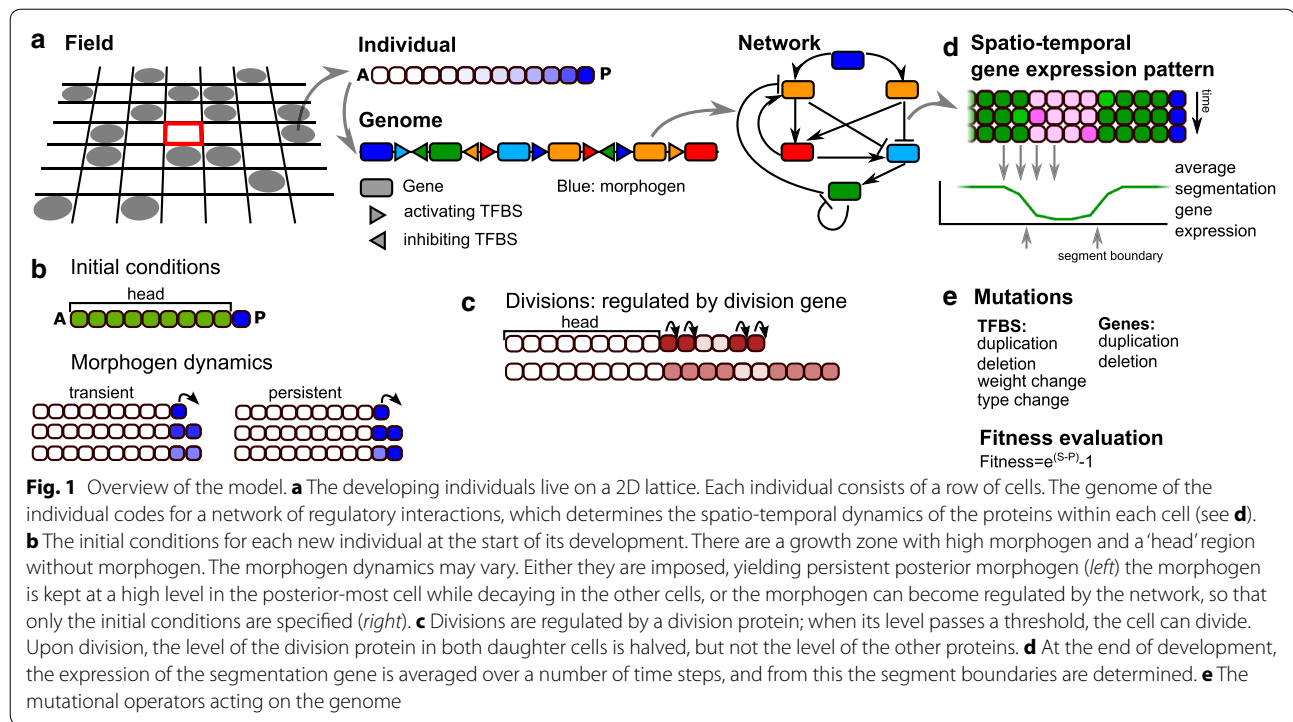 a Field
Individual
A P
Genome
Gene
Blue: morphogen
activating TFBS
inhibiting TFBS
Network
d Spatio-temporal
gene expression pattern
time
average
segmentation
gene
expression
segment boundary
b Initial conditions
head
A P
Morphogen dynamics
transient persistent
c Divisions: regulated by division gene
head
e Mutations
TFBS: Genes:
duplication duplication
deletion deletion
weight change
type change
Fitness evaluation
Fitness=e(S-P)-1
Fig. 1 Overview of the model. a The developing individuals live on a 2D lattice. Each individual consists of a row of cells. The genome of the
individual codes for a network of regulatory interactions, which determines the spatio-temporal dynamics of the proteins within each cell (see d).
b The initial conditions for each new individual at the start of its development. There are a growth zone with high morphogen and a ‘head’ region
without morphogen. The morphogen dynamics may vary. Either they are imposed, yielding persistent posterior morphogen (left) the morphogen
is kept at a high level in the posterior-most cell while decaying in the other cells, or the morphogen can become regulated by the network, so that
only the initial conditions are specified (right). c Divisions are regulated by a division protein; when its level passes a threshold, the cell can divide.
Upon division, the level of the division protein in both daughter cells is halved, but not the level of the other proteins. d At the end of development,
the expression of the segmentation gene is averaged over a number of time steps, and from this the segment boundaries are determined. e The
mutational operators acting on the genome